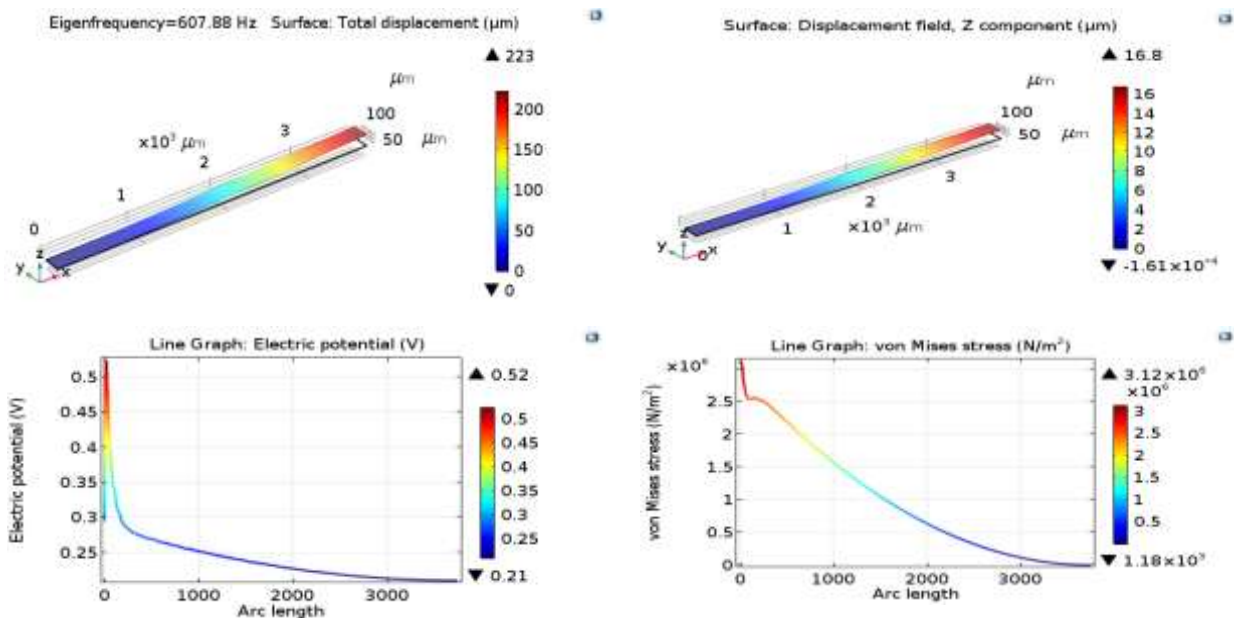 Eigenfrequency=607.88 Hz Surface: Total displacement (μm)
▲ 223
μm
100
50 μm
3
×10³ μm
2
1
0
z
y
x
200
150
100
50
0
▼ 0
Surface: Displacement field, Z component (μm)
▲ 16.8
μm
100
50 μm
3
2
×10³ μm
1
0
z
y
x
16
14
12
10
8
6
4
2
0
▼ -1.61×10⁻⁴
Line Graph: Electric potential (V)
Electric potential (V)
0.5
0.45
0.4
0.35
0.3
0.25
0 1000 2000 3000
Arc length
▲ 0.52
0.5
0.45
0.4
0.35
0.3
0.25
▼ 0.21
Line Graph: von Mises stress (N/m²)
×10⁶
von Mises stress (N/m²)
2.5
2
1.5
1
0.5
0
0 1000 2000 3000
Arc length
▲ 3.12×10⁶
×10⁶
3
2.5
2
1.5
1
0.5
▼ 1.18×10³